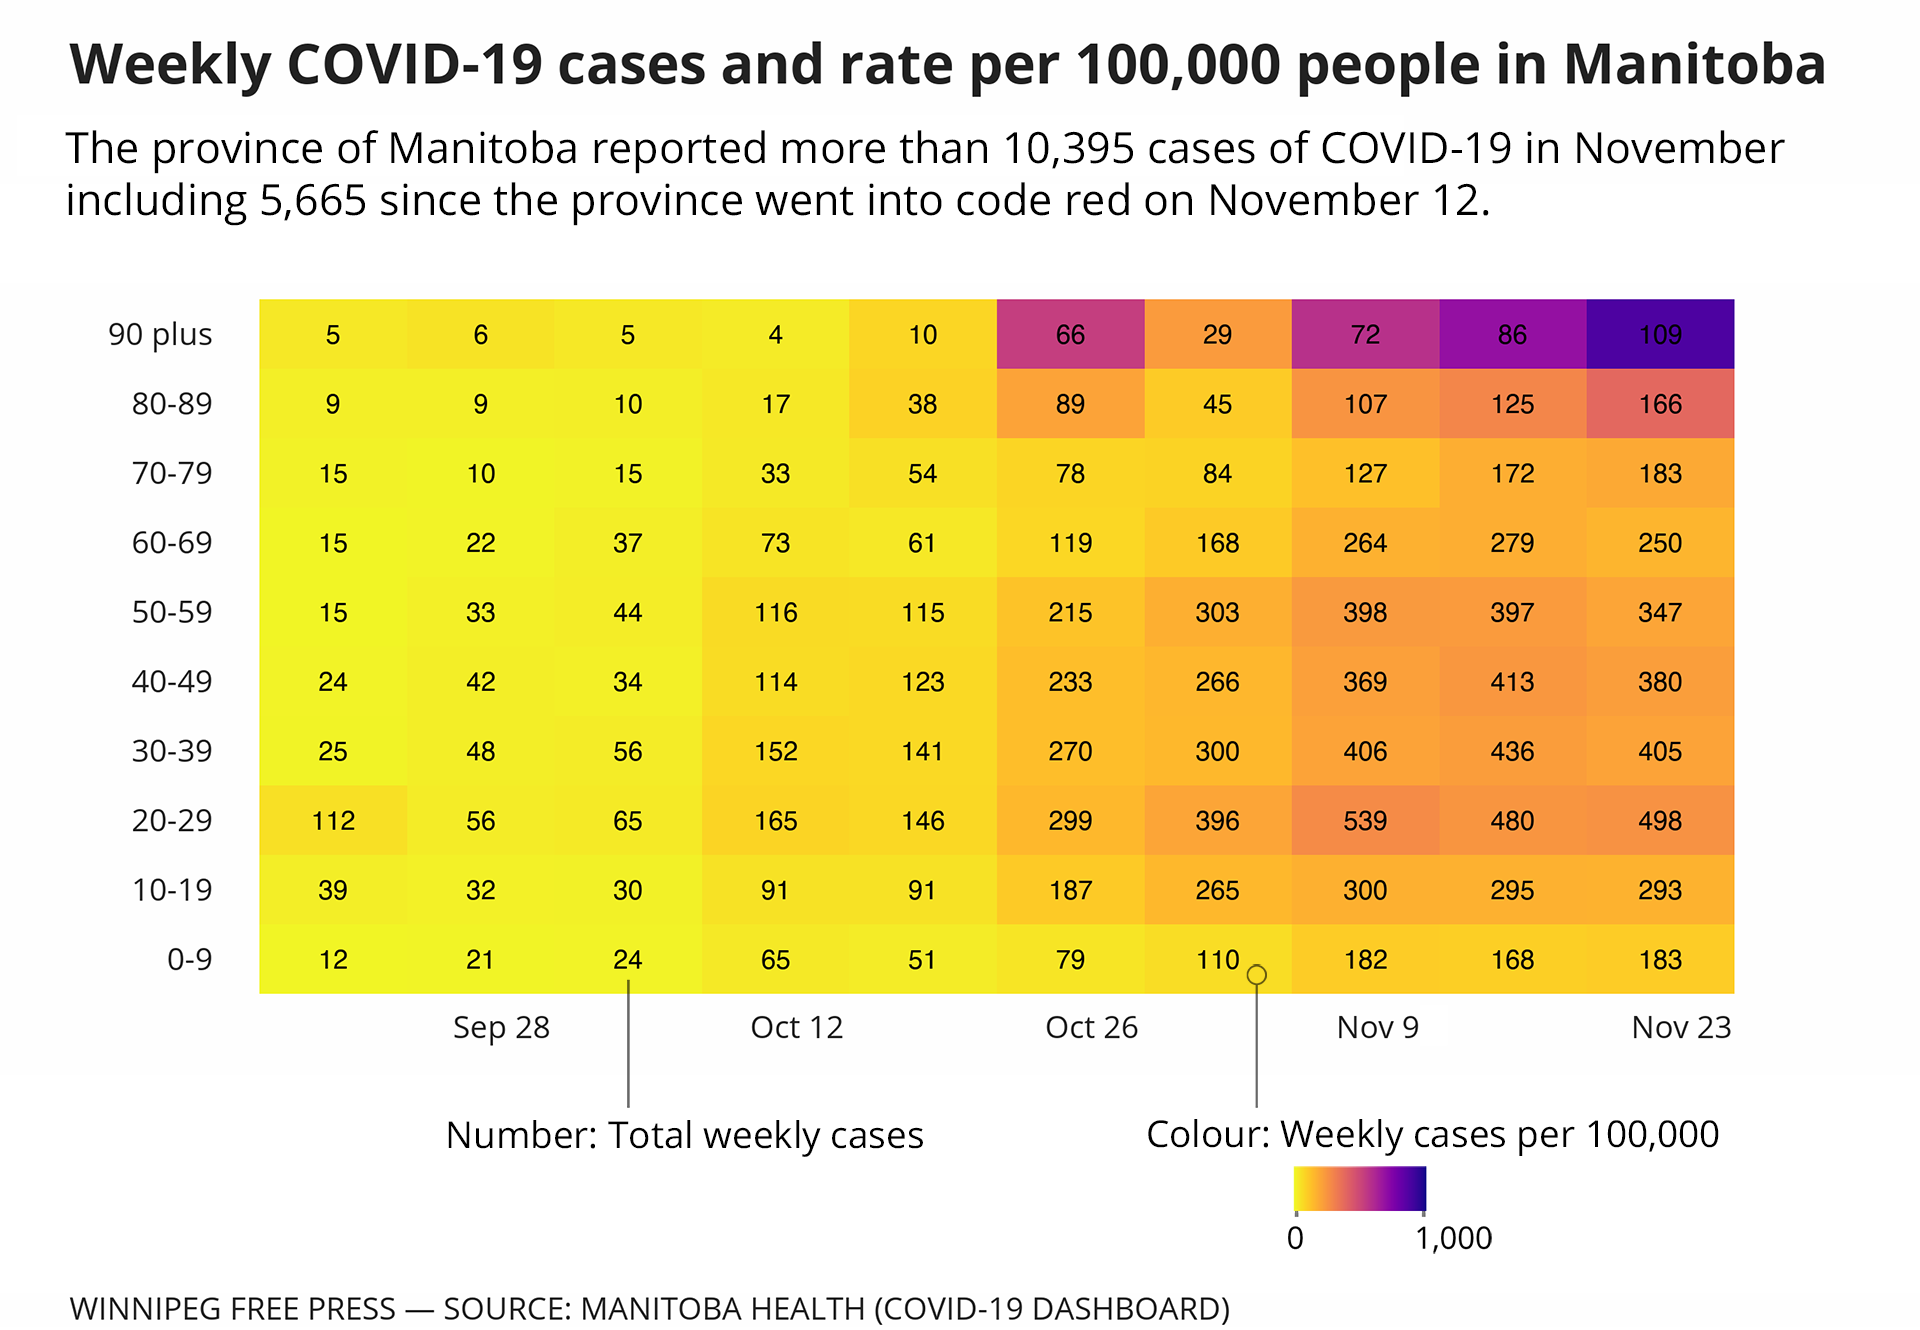 Weekly COVID-19 cases and rate per 100,000 people in Manitoba
The province of Manitoba reported more than 10,395 cases of COVID-19 in November
including 5,665 since the province went into code red on November 12.
90 plus 5 6 5 4 10 66 29 72 86 109
80-89 9 9 10 17 38 89 45 107 125 166
70-79 15 10 15 33 54 78 84 127 172 183
60-69 15 22 37 73 61 119 168 264 279 250
50-59 15 33 44 116 115 215 303 398 397 347
40-49 24 42 34 114 123 233 266 369 413 380
30-39 25 48 56 152 141 270 300 406 436 405
20-29 112 56 65 165 146 299 396 539 480 498
10-19 39 32 30 91 91 187 265 300 295 293
0-9 12 21 24 65 51 79 110 182 168 183
Sep 28 Oct 12 Oct 26 Nov 9 Nov 23
Number: Total weekly cases Colour: Weekly cases per 100,000
0 1,000
WINNIPEG FREE PRESS — SOURCE: MANITOBA HEALTH (COVID-19 DASHBOARD)